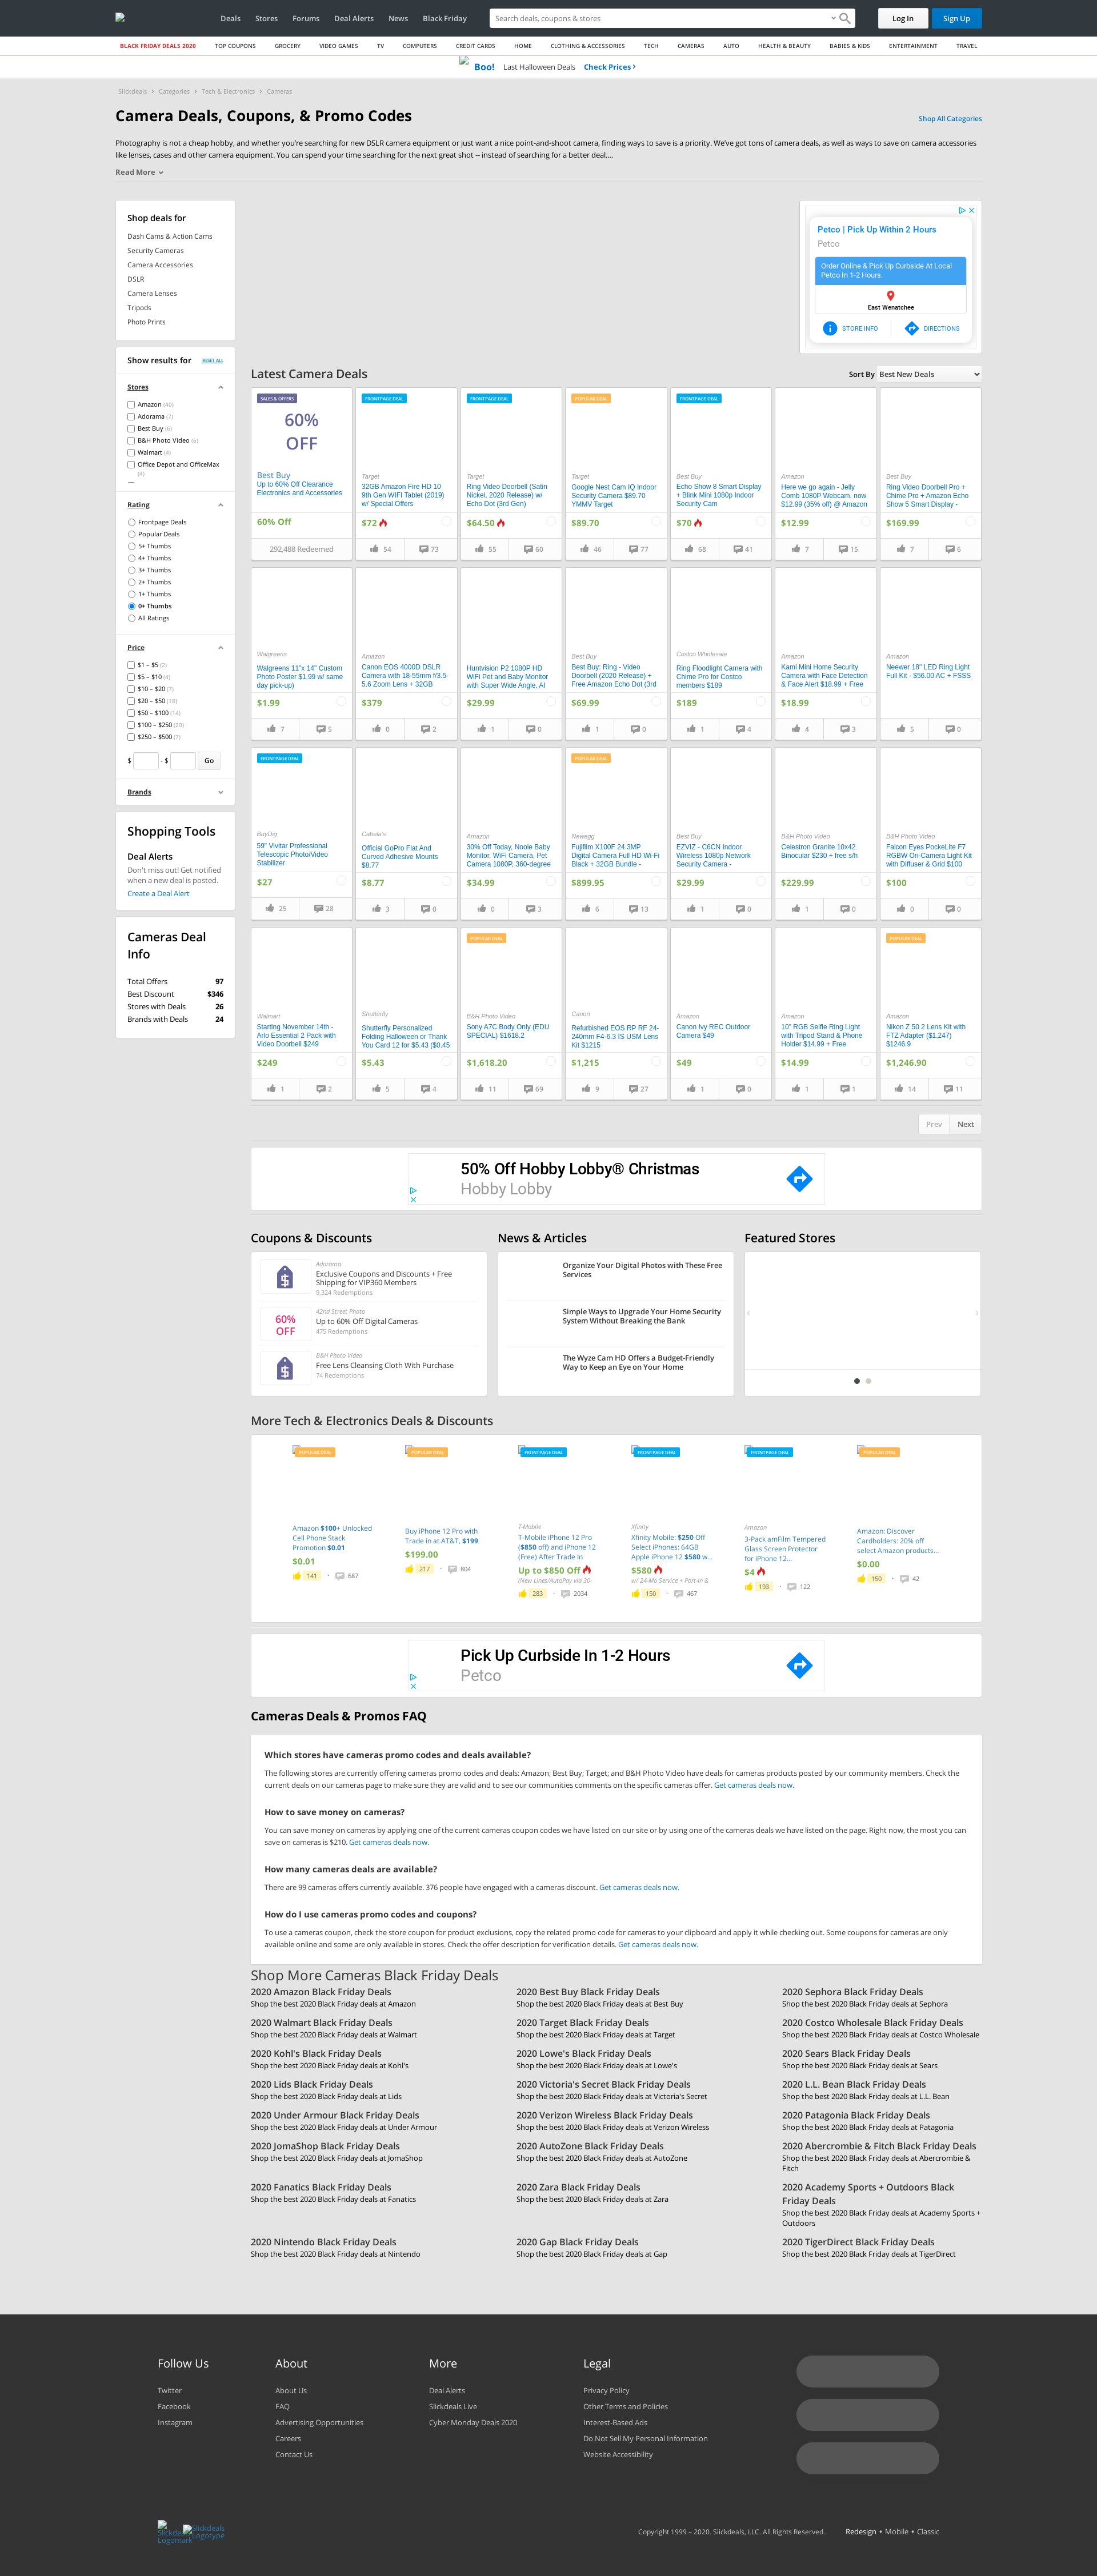 Deals Stores Forums Deal Alerts News Black Friday
Search deals, coupons & stores
Log In
Sign Up
BLACK FRIDAY DEALS 2020 TOP COUPONS GROCERY VIDEO GAMES TV COMPUTERS CREDIT CARDS HOME CLOTHING & ACCESSORIES TECH CAMERAS AUTO HEALTH & BEAUTY BABIES & KIDS ENTERTAINMENT TRAVEL
Boo! Last Halloween Deals Check Prices
Slickdeals Categories Tech & Electronics Cameras
Camera Deals, Coupons, & Promo Codes
Shop All Categories
Photography is not a cheap hobby, and whether you're searching for new DSLR camera equipment or just want a nice point-and-shoot camera, finding ways to save is a priority. We've got tons of camera deals, as well as ways to save on camera accessories
like lenses, cases and other camera equipment. You can spend your time searching for the next great shot -- instead of searching for a better deal....
Read More
Shop deals for
Dash Cams & Action Cams
Security Cameras
Camera Accessories
DSLR
Camera Lenses
Tripods
Photo Prints
Show results for RESET ALL
Stores
Amazon (40)
Adorama (7)
Best Buy (6)
B&H Photo Video (6)
Walmart (4)
Office Depot and OfficeMax
(4)
Rating
Frontpage Deals
Popular Deals
5+ Thumbs
4+ Thumbs
3+ Thumbs
2+ Thumbs
1+ Thumbs
0+ Thumbs
All Ratings
Price
$1 – $5 (2)
$5 – $10 (4)
$10 – $20 (7)
$20 – $50 (18)
$50 – $100 (14)
$100 – $250 (20)
$250 – $500 (7)
$ - $ Go
Brands
Shopping Tools
Deal Alerts
Don't miss out! Get notified
when a new deal is posted.
Create a Deal Alert
Cameras Deal
Info
Total Offers 97
Best Discount $346
Stores with Deals 26
Brands with Deals 24
Petco | Pick Up Within 2 Hours
Petco
Order Online & Pick Up Curbside At Local
Petco In 1-2 Hours.
East Wenatchee
STORE INFO DIRECTIONS
Latest Camera Deals
Sort By Best New Deals
SALES & OFFERS
60%
OFF
Best Buy
Up to 60% Off Clearance
Electronics and Accessories
60% Off
292,488 Redeemed
FRONTPAGE DEAL
Target
32GB Amazon Fire HD 10
9th Gen WIFI Tablet (2019)
w/ Special Offers
$72
54 73
FRONTPAGE DEAL
Target
Ring Video Doorbell (Satin
Nickel, 2020 Release) w/
Echo Dot (3rd Gen)
$64.50
55 60
POPULAR DEAL
Target
Google Nest Cam IQ Indoor
Security Camera $89.70
YMMV Target
$89.70
46 77
FRONTPAGE DEAL
Best Buy
Echo Show 8 Smart Display
+ Blink Mini 1080p Indoor
Security Cam
$70
68 41
Amazon
Here we go again - Jelly
Comb 1080P Webcam, now
$12.99 (35% off) @ Amazon
$12.99
7 15
Best Buy
Ring Video Doorbell Pro +
Chime Pro + Amazon Echo
Show 5 Smart Display -
$169.99
7 6
Walgreens
Walgreens 11"x 14" Custom
Photo Poster $1.99 w/ same
day pick-up)
$1.99
7 5
Amazon
Canon EOS 4000D DSLR
Camera with 18-55mm f/3.5-
5.6 Zoom Lens + 32GB
$379
0 2
Huntvision P2 1080P HD
WiFi Pet and Baby Monitor
with Super Wide Angle, AI
$29.99
1 0
Best Buy
Best Buy: Ring - Video
Doorbell (2020 Release) +
Free Amazon Echo Dot (3rd
$69.99
1 0
Costco Wholesale
Ring Floodlight Camera with
Chime Pro for Costco
members $189
$189
1 4
Amazon
Kami Mini Home Security
Camera with Face Detection
& Face Alert $18.99 + Free
$18.99
4 3
Amazon
Neewer 18" LED Ring Light
Full Kit - $56.00 AC + FSSS
5 0
FRONTPAGE DEAL
BuyDig
59" Vivitar Professional
Telescopic Photo/Video
Stabilizer
$27
25 28
Cabela's
Official GoPro Flat And
Curved Adhesive Mounts
$8.77
$8.77
3 0
Amazon
30% Off Today, Nooie Baby
Monitor, WiFi Camera, Pet
Camera 1080P, 360-degree
$34.99
0 3
POPULAR DEAL
Newegg
Fujifilm X100F 24.3MP
Digital Camera Full HD Wi-Fi
Black + 32GB Bundle -
$899.95
6 13
Best Buy
EZVIZ - C6CN Indoor
Wireless 1080p Network
Security Camera -
$29.99
1 0
B&H Photo Video
Celestron Granite 10x42
Binocular $230 + free s/h
$229.99
1 0
B&H Photo Video
Falcon Eyes PockeLite F7
RGBW On-Camera Light Kit
with Diffuser & Grid $100
$100
0 0
Walmart
Starting November 14th -
Arlo Essential 2 Pack with
Video Doorbell $249
$249
1 2
Shutterfly
Shutterfly Personalized
Folding Halloween or Thank
You Card 12 for $5.43 ($0.45
$5.43
5 4
POPULAR DEAL
B&H Photo Video
Sony A7C Body Only (EDU
SPECIAL) $1618.2
$1,618.20
11 69
Canon
Refurbished EOS RP RF 24-
240mm F4-6.3 IS USM Lens
Kit $1215
$1,215
9 27
Amazon
Canon Ivy REC Outdoor
Camera $49
$49
1 0
Amazon
10" RGB Selfie Ring Light
with Tripod Stand & Phone
Holder $14.99 + Free
$14.99
1 1
POPULAR DEAL
Amazon
Nikon Z 50 2 Lens Kit with
FTZ Adapter ($1,247)
$1246.9
$1,246.90
14 11
Prev Next
50% Off Hobby Lobby® Christmas
Hobby Lobby
Coupons & Discounts
Adorama
Exclusive Coupons and Discounts + Free
Shipping for VIP360 Members
9,324 Redemptions
60%
OFF
42nd Street Photo
Up to 60% Off Digital Cameras
475 Redemptions
B&H Photo Video
Free Lens Cleansing Cloth With Purchase
74 Redemptions
News & Articles
Organize Your Digital Photos with These Free
Services
Simple Ways to Upgrade Your Home Security
System Without Breaking the Bank
The Wyze Cam HD Offers a Budget-Friendly
Way to Keep an Eye on Your Home
Featured Stores
More Tech & Electronics Deals & Discounts
POPULAR DEAL
Amazon $100+ Unlocked
Cell Phone Stack
Promotion $0.01
$0.01
141 687
POPULAR DEAL
Buy iPhone 12 Pro with
Trade in at AT&T, $199
$199.00
217 804
FRONTPAGE DEAL
T-Mobile
T-Mobile iPhone 12 Pro
($850 off) and iPhone 12
(Free) After Trade In
Up to $850 Off
(New Lines/AutoPay via 30-
283 2034
FRONTPAGE DEAL
Xfinity
Xfinity Mobile: $250 Off
Select iPhones: 64GB
Apple iPhone 12 $580 w...
$580
w/ 24-Mo Service + Port-In &
150 467
FRONTPAGE DEAL
Amazon
3-Pack amFilm Tempered
Glass Screen Protector
for iPhone 12...
$4
193 122
POPULAR DEAL
Amazon: Discover
Cardholders: 20% off
select Amazon products...
$0.00
150 42
Pick Up Curbside In 1-2 Hours
Petco
Cameras Deals & Promos FAQ
Which stores have cameras promo codes and deals available?
The following stores are currently offering cameras promo codes and deals: Amazon; Best Buy; Target; and B&H Photo Video have deals for cameras products posted by our community members. Check the
current deals on our cameras page to make sure they are valid and to see our communities comments on the specific cameras offer. Get cameras deals now.
How to save money on cameras?
You can save money on cameras by applying one of the current cameras coupon codes we have listed on our site or by using one of the cameras deals we have listed on the page. Right now, the most you can
save on cameras is $210. Get cameras deals now.
How many cameras deals are available?
There are 99 cameras offers currently available. 376 people have engaged with a cameras discount. Get cameras deals now.
How do I use cameras promo codes and coupons?
To use a cameras coupon, check the store coupon for product exclusions, copy the related promo code for cameras to your clipboard and apply it while checking out. Some coupons for cameras are only
available online and some are only available in stores. Check the offer description for verification details. Get cameras deals now.
Shop More Cameras Black Friday Deals
2020 Amazon Black Friday Deals
Shop the best 2020 Black Friday deals at Amazon
2020 Best Buy Black Friday Deals
Shop the best 2020 Black Friday deals at Best Buy
2020 Sephora Black Friday Deals
Shop the best 2020 Black Friday deals at Sephora
2020 Walmart Black Friday Deals
Shop the best 2020 Black Friday deals at Walmart
2020 Target Black Friday Deals
Shop the best 2020 Black Friday deals at Target
2020 Costco Wholesale Black Friday Deals
Shop the best 2020 Black Friday deals at Costco Wholesale
2020 Kohl's Black Friday Deals
Shop the best 2020 Black Friday deals at Kohl's
2020 Lowe's Black Friday Deals
Shop the best 2020 Black Friday deals at Lowe's
2020 Sears Black Friday Deals
Shop the best 2020 Black Friday deals at Sears
2020 Lids Black Friday Deals
Shop the best 2020 Black Friday deals at Lids
2020 Victoria's Secret Black Friday Deals
Shop the best 2020 Black Friday deals at Victoria's Secret
2020 L.L. Bean Black Friday Deals
Shop the best 2020 Black Friday deals at L.L. Bean
2020 Under Armour Black Friday Deals
Shop the best 2020 Black Friday deals at Under Armour
2020 Verizon Wireless Black Friday Deals
Shop the best 2020 Black Friday deals at Verizon Wireless
2020 Patagonia Black Friday Deals
Shop the best 2020 Black Friday deals at Patagonia
2020 JomaShop Black Friday Deals
Shop the best 2020 Black Friday deals at JomaShop
2020 AutoZone Black Friday Deals
Shop the best 2020 Black Friday deals at AutoZone
2020 Abercrombie & Fitch Black Friday Deals
Shop the best 2020 Black Friday deals at Abercrombie &
Fitch
2020 Fanatics Black Friday Deals
Shop the best 2020 Black Friday deals at Fanatics
2020 Zara Black Friday Deals
Shop the best 2020 Black Friday deals at Zara
2020 Academy Sports + Outdoors Black
Friday Deals
Shop the best 2020 Black Friday deals at Academy Sports +
Outdoors
2020 Nintendo Black Friday Deals
Shop the best 2020 Black Friday deals at Nintendo
2020 Gap Black Friday Deals
Shop the best 2020 Black Friday deals at Gap
2020 TigerDirect Black Friday Deals
Shop the best 2020 Black Friday deals at TigerDirect
Follow Us
Twitter
Facebook
Instagram
About
About Us
FAQ
Advertising Opportunities
Careers
Contact Us
More
Deal Alerts
Slickdeals Live
Cyber Monday Deals 2020
Legal
Privacy Policy
Other Terms and Policies
Interest-Based Ads
Do Not Sell My Personal Information
Website Accessibility
Slickdeals
Logomark
Slickdeals
Logotype
Copyright 1999 – 2020. Slickdeals, LLC. All Rights Reserved. Redesign • Mobile • Classic